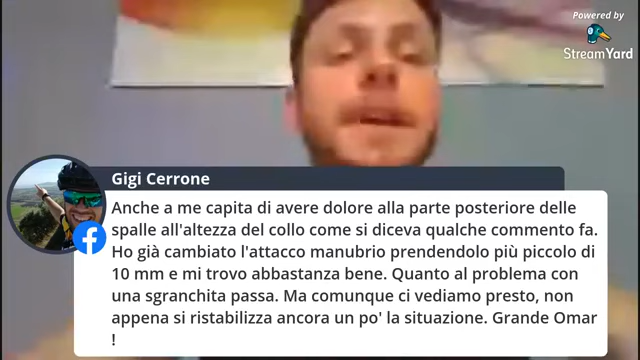 Powered by
StreamYard
Gigi Cerrone
Anche a me capita di avere dolore alla parte posteriore delle
spalle all'altezza del collo come si diceva qualche commento fa.
Ho già cambiato l'attacco manubrio prendendolo più piccolo di
10 mm e mi trovo abbastanza bene. Quanto al problema con
una sgranchita passa. Ma comunque ci vediamo presto, non
appena si ristabilizza ancora un po' la situazione. Grande Omar
!